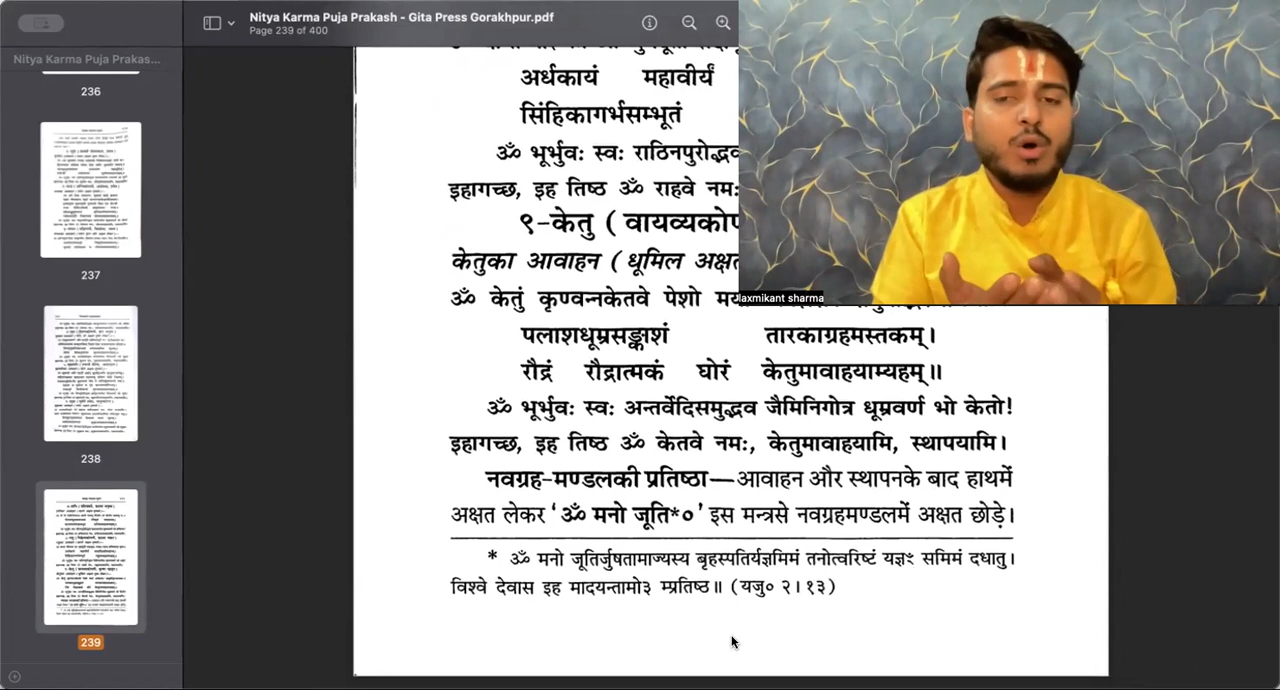 Nitya Karma Puja Prakash - Gita Press Gorakhpur.pdf
Page 239 of 400
Nitya Karma Puja Prakas...
236
237
238
239
अर्धकायं महावीर्यं
सिंहिकागर्भसम्भूतं
ॐ भूर्भुवः स्वः राठिनपुरोद्भव
इहागच्छ, इह तिष्ठ ॐ राहवे नमः
९-केतु ( वायव्यकोण
केतुका आवाहन ( धूमिल अक्षत
ॐ केतुं कृण्वन्नकेतवे पेशो
laxmikant sharma
पलाशधूम्रसङ्काशं तारकाग्रहमस्तकम्।
रौद्रं रौद्रात्मकं घोरं केतुमावाहयाम्यहम्॥
ॐ भूर्भुवः स्वः अन्तर्वेदिसमुद्भव जैमिनिगोत्र धूम्रवर्ण भो केतो!
इहागच्छ, इह तिष्ठ ॐ केतवे नमः, केतुमावाहयामि, स्थापयामि।
नवग्रह-मण्डलकी प्रतिष्ठा—आवाहन और स्थापनके बाद हाथमें
अक्षत लेकर ‘ॐ मनो जूति*०’ इस मन्त्रसे नवग्रहमण्डलमें अक्षत छोड़े।
* ॐ मनो जूतिर्जुषतामाज्यस्य बृहस्पतिर्यज्ञमिमं तनोत्वरिष्टं यज्ञꣳ समिमं दधातु।
विश्वे देवास इह मादयन्तामो३ म्प्रतिष्ठ॥ (यजु० २।१३)